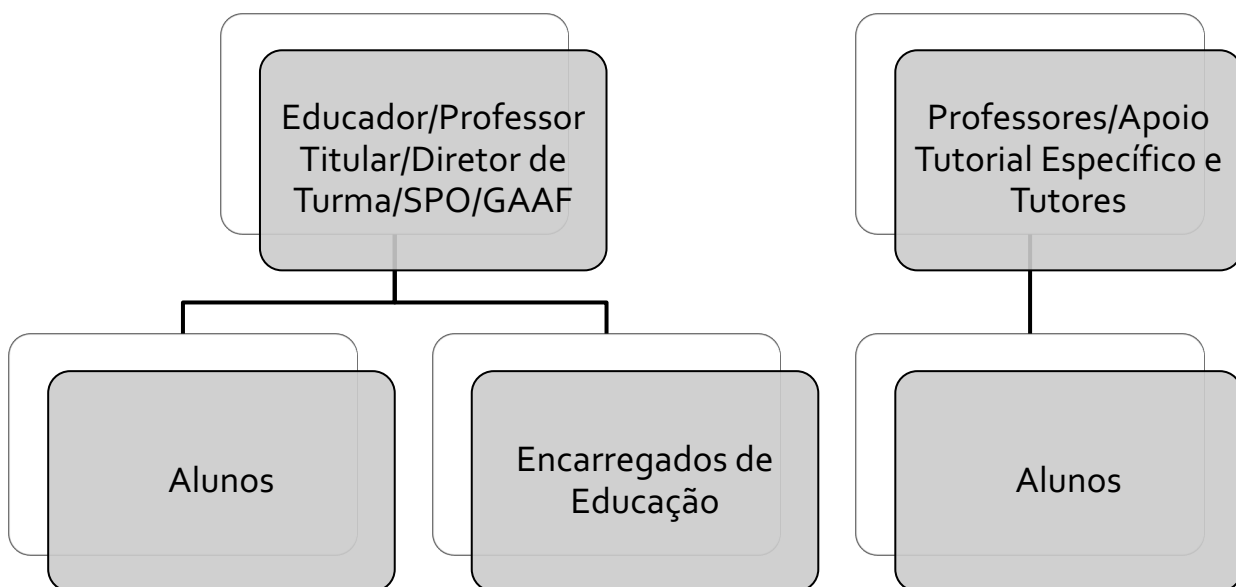 Educador/Professor
Titular/Diretor de
Turma/SPO/GAAF
Professores/Apoio
Tutorial Específico e
Tutores
Alunos
Encarregados de
Educação
Alunos